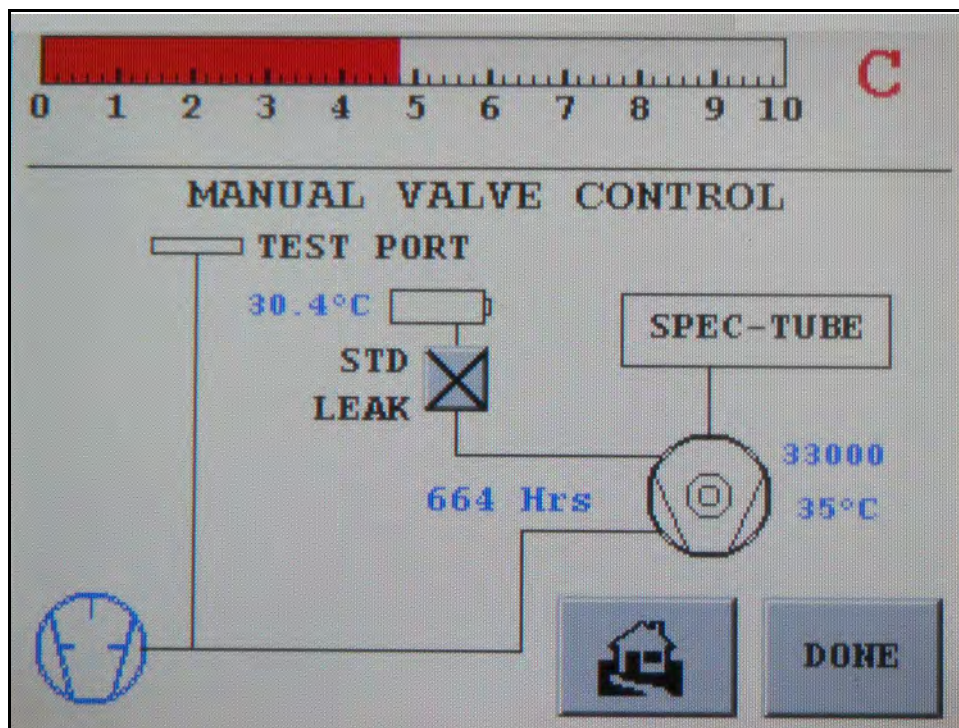 0 1 2 3 4 5 6 7 8 9 10
C
MANUAL VALVE CONTROL
TEST PORT
30.4°C
STD
LEAK
SPEC-TUBE
33000
664 Hrs
35°C
DONE